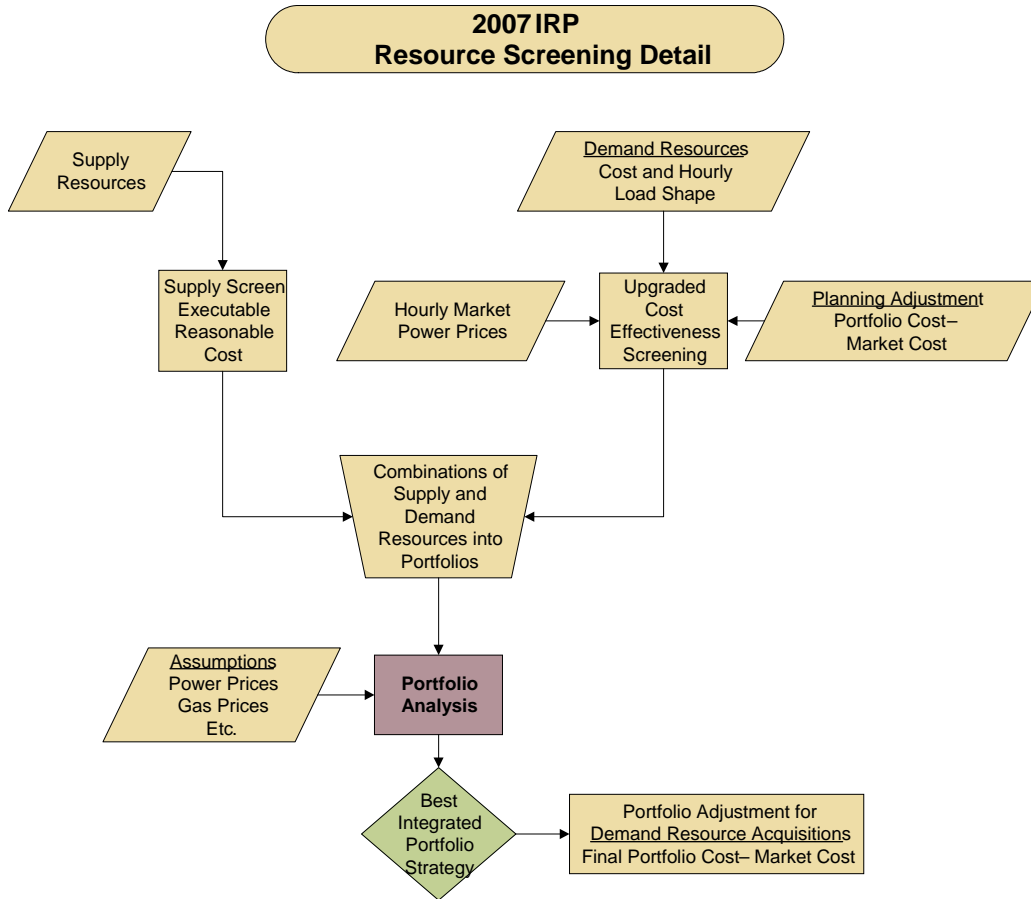 2007 IRP
Resource Screening Detail
Supply
Resources
Demand Resources
Cost and Hourly
Load Shape
Supply Screen
Executable
Reasonable
Cost
Hourly Market
Power Prices
Upgraded
Cost
Effectiveness
Screening
Planning Adjustment
Portfolio Cost–
Market Cost
Combinations of
Supply and
Demand
Resources into
Portfolios
Assumptions
Power Prices
Gas Prices
Etc.
Portfolio
Analysis
Best
Integrated
Portfolio
Strategy
Portfolio Adjustment for
Demand Resource Acquisitions
Final Portfolio Cost– Market Cost